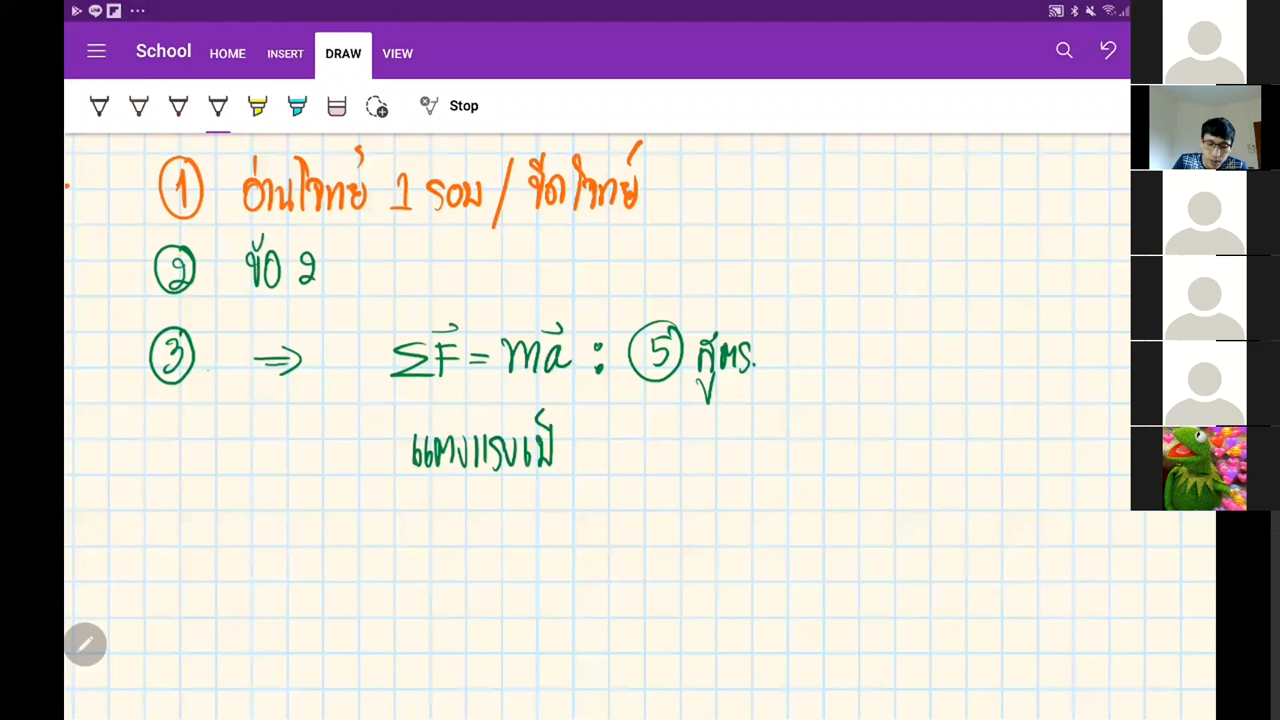 School HOME INSERT DRAW VIEW
Stop
① อ่านโจทย์ 1 รอบ / ขีดโจทย์
② ข้อ 2
③ ⇒ ΣF⃗ = ma⃗ : ⑤ สูตร.
แตงแรงเป็